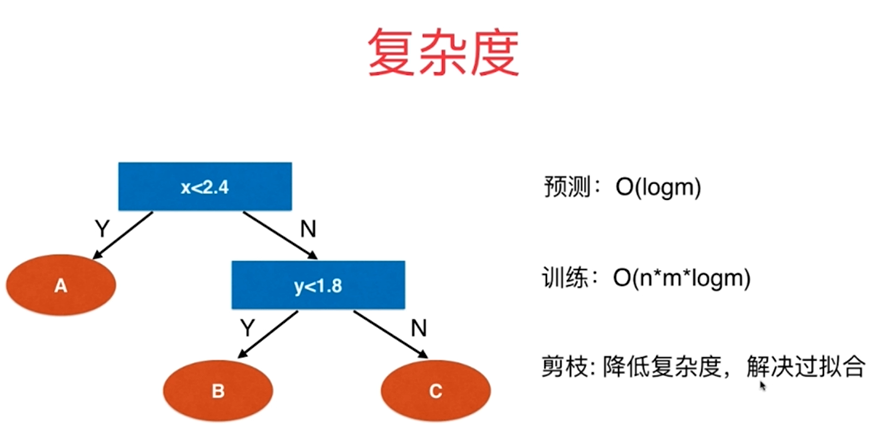 复杂度
x<2.4
预测：O(logm)
Y
N
A
y<1.8
训练：O(n*m*logm)
Y
N
B
C
剪枝: 降低复杂度，解决过拟合